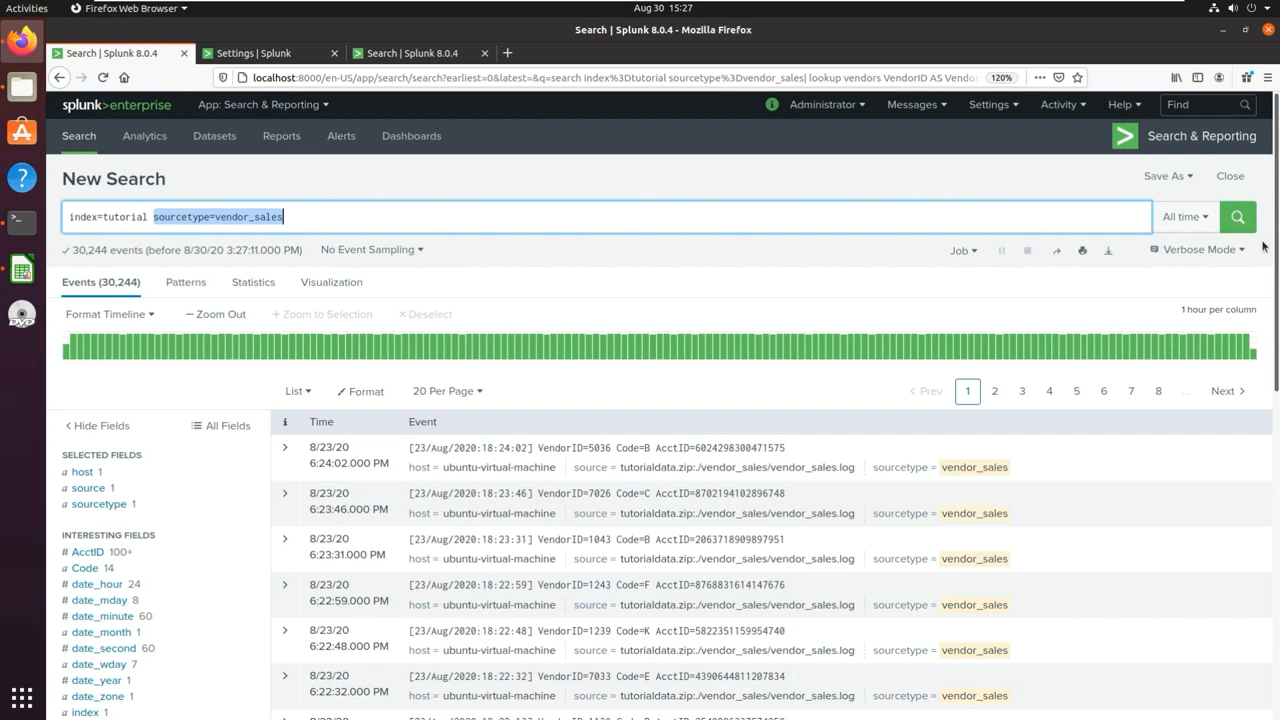 Activities Firefox Web Browser Aug 30 15:27
Search | Splunk 8.0.4 - Mozilla Firefox
Search | Splunk 8.0.4 Settings | Splunk Search | Splunk 8.0.4
localhost:8000/en-US/app/search/search?earliest=0&latest=&q=search index%3Dtutorial sourcetype%3Dvendor_sales| lookup vendors VendorID AS Vendor 120%
splunk>enterprise App: Search & Reporting Administrator Messages Settings Activity Help Find
Search Analytics Datasets Reports Alerts Dashboards Search & Reporting
New Search Save As Close
index=tutorial sourcetype=vendor_sales All time
30,244 events (before 8/30/20 3:27:11.000 PM) No Event Sampling Job Verbose Mode
Events (30,244) Patterns Statistics Visualization
Format Timeline — Zoom Out + Zoom to Selection × Deselect 1 hour per column
List Format 20 Per Page < Prev 1 2 3 4 5 6 7 8 ... Next >
< Hide Fields All Fields i Time Event
SELECTED FIELDS
a host 1
a source 1
a sourcetype 1
INTERESTING FIELDS
# AcctID 100+
a Code 14
# date_hour 24
# date_mday 8
# date_minute 60
a date_month 1
# date_second 60
a date_wday 7
# date_year 1
a date_zone 1
a index 1
> 8/23/20 [23/Aug/2020:18:24:02] VendorID=5036 Code=B AcctID=6024298300471575
6:24:02.000 PM host = ubuntu-virtual-machine source = tutorialdata.zip:./vendor_sales/vendor_sales.log sourcetype = vendor_sales
> 8/23/20 [23/Aug/2020:18:23:46] VendorID=7026 Code=C AcctID=8702194102896748
6:23:46.000 PM host = ubuntu-virtual-machine source = tutorialdata.zip:./vendor_sales/vendor_sales.log sourcetype = vendor_sales
> 8/23/20 [23/Aug/2020:18:23:31] VendorID=1043 Code=B AcctID=2063718909897951
6:23:31.000 PM host = ubuntu-virtual-machine source = tutorialdata.zip:./vendor_sales/vendor_sales.log sourcetype = vendor_sales
> 8/23/20 [23/Aug/2020:18:22:59] VendorID=1243 Code=F AcctID=8768831614147676
6:22:59.000 PM host = ubuntu-virtual-machine source = tutorialdata.zip:./vendor_sales/vendor_sales.log sourcetype = vendor_sales
> 8/23/20 [23/Aug/2020:18:22:48] VendorID=1239 Code=K AcctID=5822351159954740
6:22:48.000 PM host = ubuntu-virtual-machine source = tutorialdata.zip:./vendor_sales/vendor_sales.log sourcetype = vendor_sales
> 8/23/20 [23/Aug/2020:18:22:32] VendorID=7033 Code=E AcctID=4390644811207834
6:22:32.000 PM host = ubuntu-virtual-machine source = tutorialdata.zip:./vendor_sales/vendor_sales.log sourcetype = vendor_sales